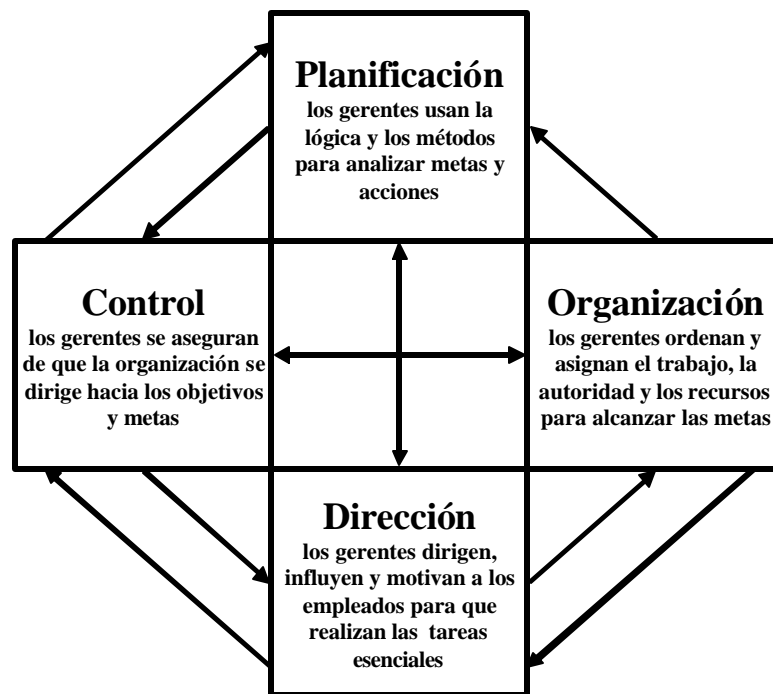 Planificación
los gerentes usan la
lógica y los métodos
para analizar metas y
acciones
Control
los gerentes se aseguran
de que la organización se
dirige hacia los objetivos
y metas
Organización
los gerentes ordenan y
asignan el trabajo, la
autoridad y los recursos
para alcanzar las metas
Dirección
los gerentes dirigen,
influyen y motivan a los
empleados para que
realizan las tareas
esenciales